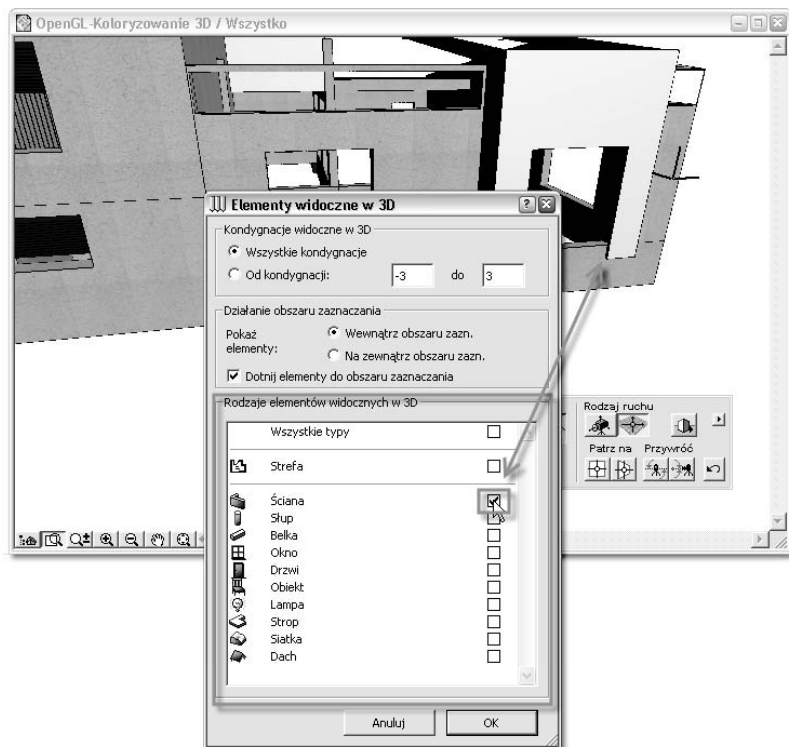 OpenGL-Koloryzowanie 3D / Wszystko
Elementy widoczne w 3D
Kondygnacje widoczne w 3D
Wszystkie kondygnacje
Od kondygnacji: -3 do 3
Działanie obszaru zaznaczania
Pokaż elementy:
Wewnątrz obszaru zazn.
Na zewnątrz obszaru zazn.
Dotnij elementy do obszaru zaznaczania
Rodzaje elementów widocznych w 3D
Wszystkie typy
Strefa
Ściana
Słup
Belka
Okno
Drzwi
Obiekt
Lampa
Strop
Siatka
Dach
Anuluj OK
Rodzaj ruchu
Patrz na Przywróć